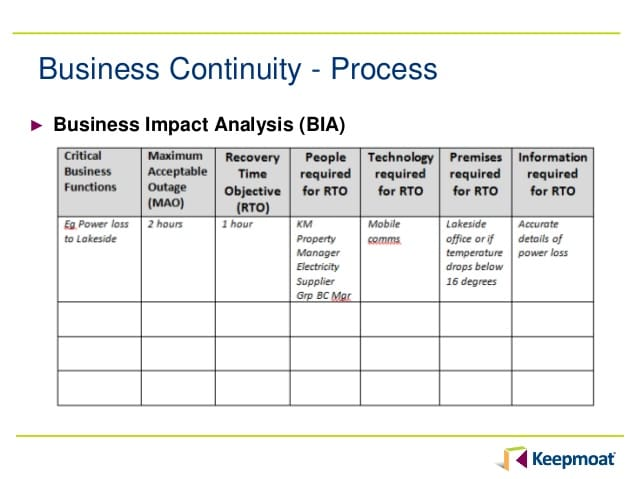 Business Continuity - Process
► Business Impact Analysis (BIA)
Critical
Business
Functions
Maximum
Acceptable
Outage
(MAO)
Recovery
Time
Objective
(RTO)
People
required
for RTO
Technology
required
for RTO
Premises
required
for RTO
Information
required
for RTO
Eg Power loss
to Lakeside
2 hours
1 hour
KM
Property
Manager
Electricity
Supplier
Grp BC Mgr
Mobile
comms
Lakeside
office or if
temperature
drops below
16 degrees
Accurate
details of
power loss
Keepmoat